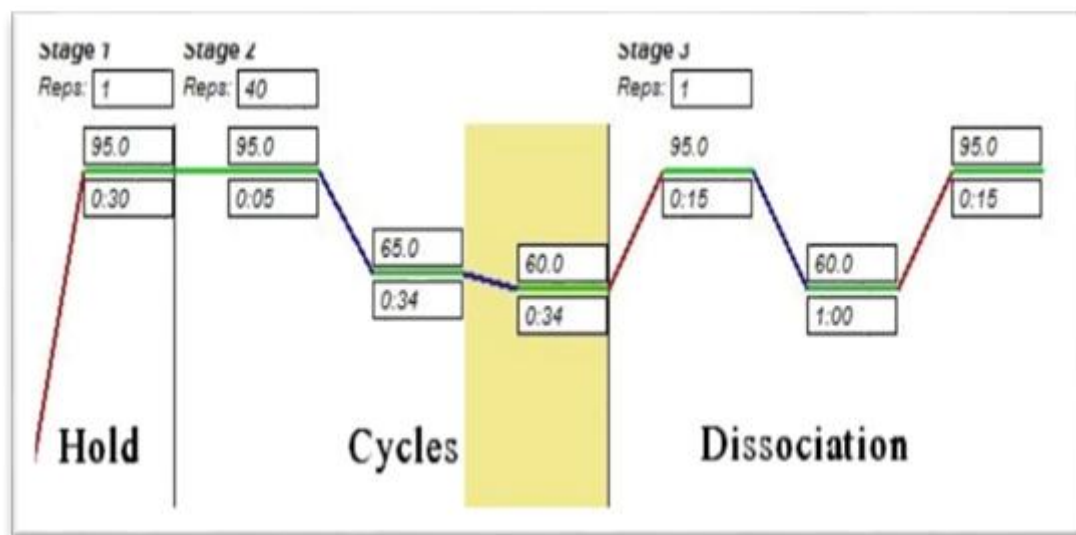 Stage 1
Reps: 1
95.0
0:30
Stage 2
Reps: 40
95.0
0:05
65.0
0:34
60.0
0:34
Stage 3
Reps: 1
95.0
0:15
60.0
1:00
95.0
0:15
Hold
Cycles
Dissociation